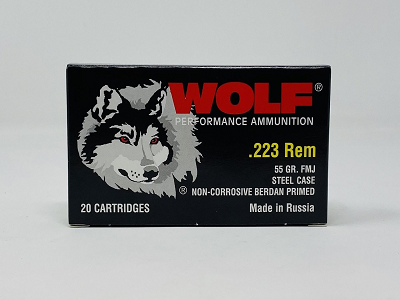 WOLF®
PERFORMANCE AMMUNITION
.223 Rem
55 GR. FMJ
STEEL CASE
® NON-CORROSIVE BERDAN PRIMED
20 CARTRIDGES Made in Russia